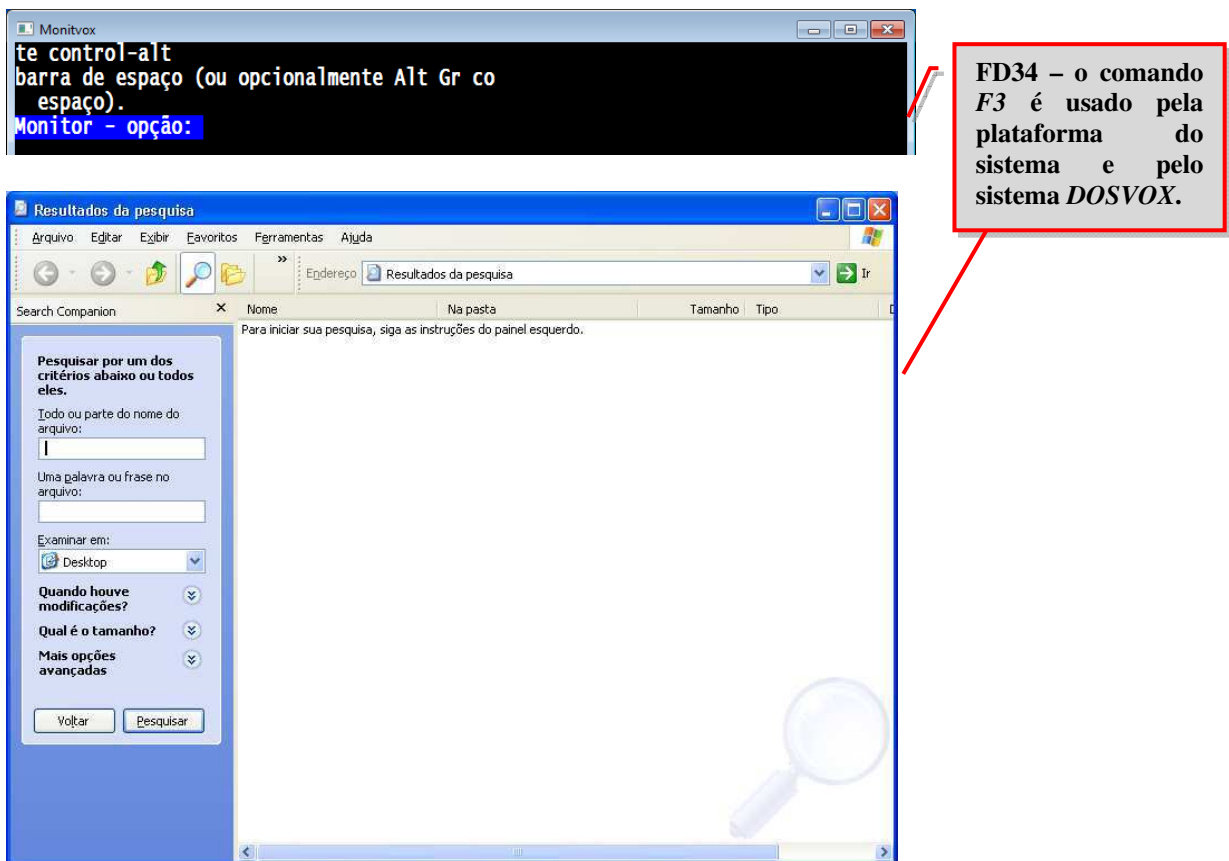 Monitvox
te control-alt
barra de espaço (ou opcionalmente Alt Gr co
espaço).
Monitor - opção:
FD34 – o comando
F3 é usado pela
plataforma do
sistema e pelo
sistema DOSVOX.
Resultados da pesquisa
Arquivo Editar Exibir Favoritos Ferramentas Ajuda
» Endereço Resultados da pesquisa Ir
Search Companion X Nome Na pasta Tamanho Tipo D
Para iniciar sua pesquisa, siga as instruções do painel esquerdo.
Pesquisar por um dos
critérios abaixo ou todos
eles.
Todo ou parte do nome do
arquivo:
Uma palavra ou frase no
arquivo:
Examinar em:
Desktop
Quando houve
modificações?
Qual é o tamanho?
Mais opções
avançadas
Voltar Pesquisar